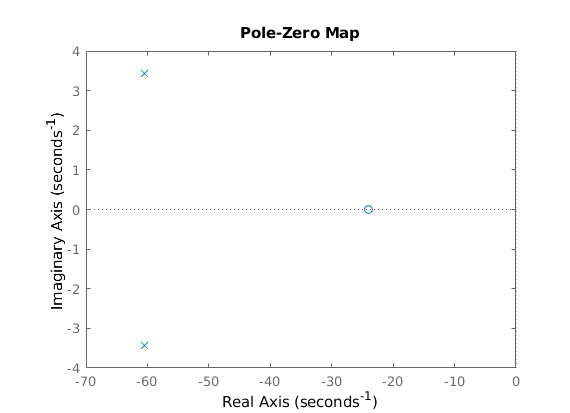 Pole-Zero Map
4
3
2
1
0
-1
-2
-3
-4
Imaginary Axis (seconds⁻¹)
-70 -60 -50 -40 -30 -20 -10 0
Real Axis (seconds⁻¹)